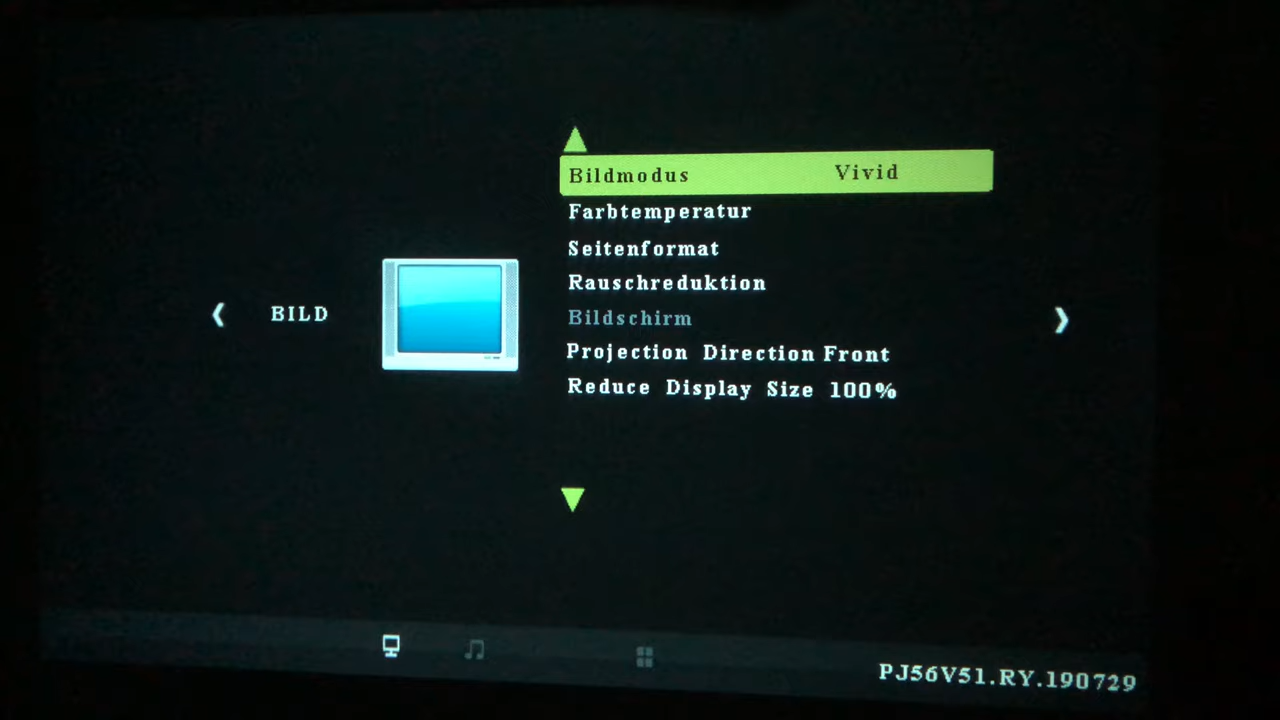 Bildmodus Vivid
Farbtemperatur
Seitenformat
Rauschreduktion
BILD
Bildschirm
Projection Direction Front
Reduce Display Size 100%
PJ56V51.RY.190729